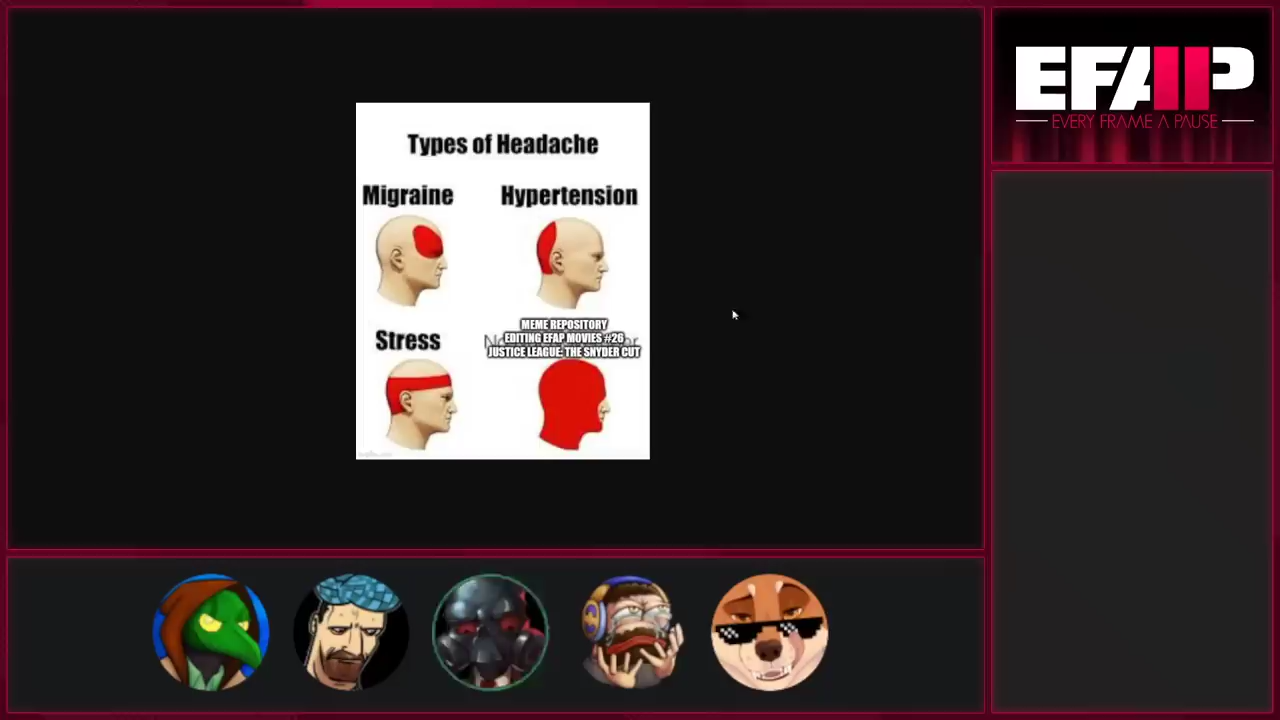 EFAP
EVERY FRAME A PAUSE
Types of Headache
Migraine
Hypertension
Stress
MEME REPOSITORY
EDITING EFAP MOVIES #26
JUSTICE LEAGUE: THE SNYDER CUT